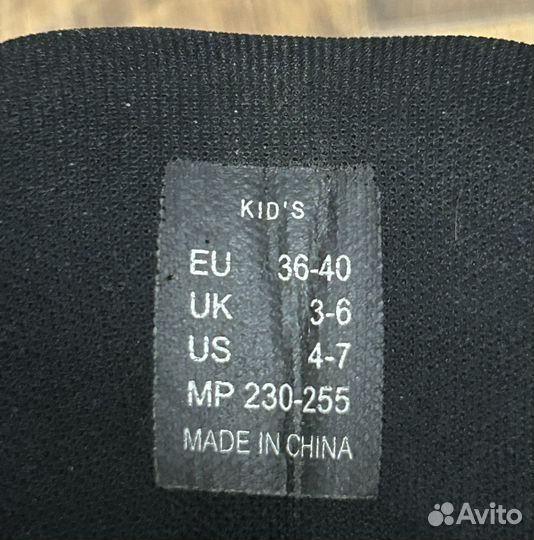 KID'S
EU 36-40
UK 3-6
US 4-7
MP 230-255
MADE IN CHINA
Avito